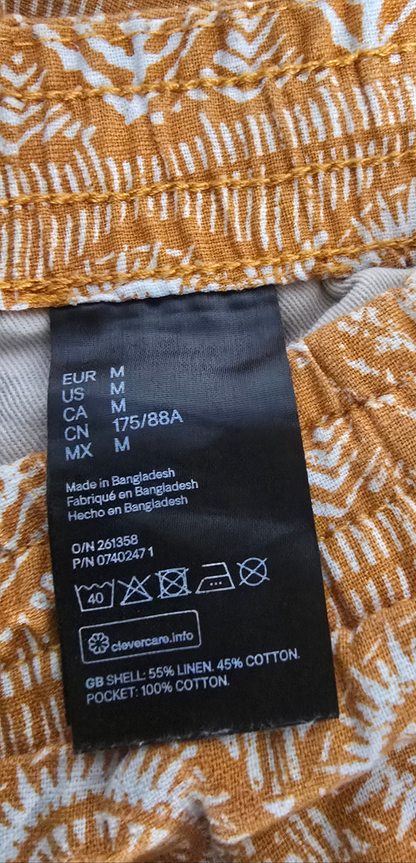 EUR M
US M
CA M
CN 175/88A
MX M
Made in Bangladesh
Fabriqué en Bangladesh
Hecho en Bangladesh
O/N 261358
P/N 07402471
40
clevercare.info
GB SHELL: 55% LINEN. 45% COTTON.
POCKET: 100% COTTON.